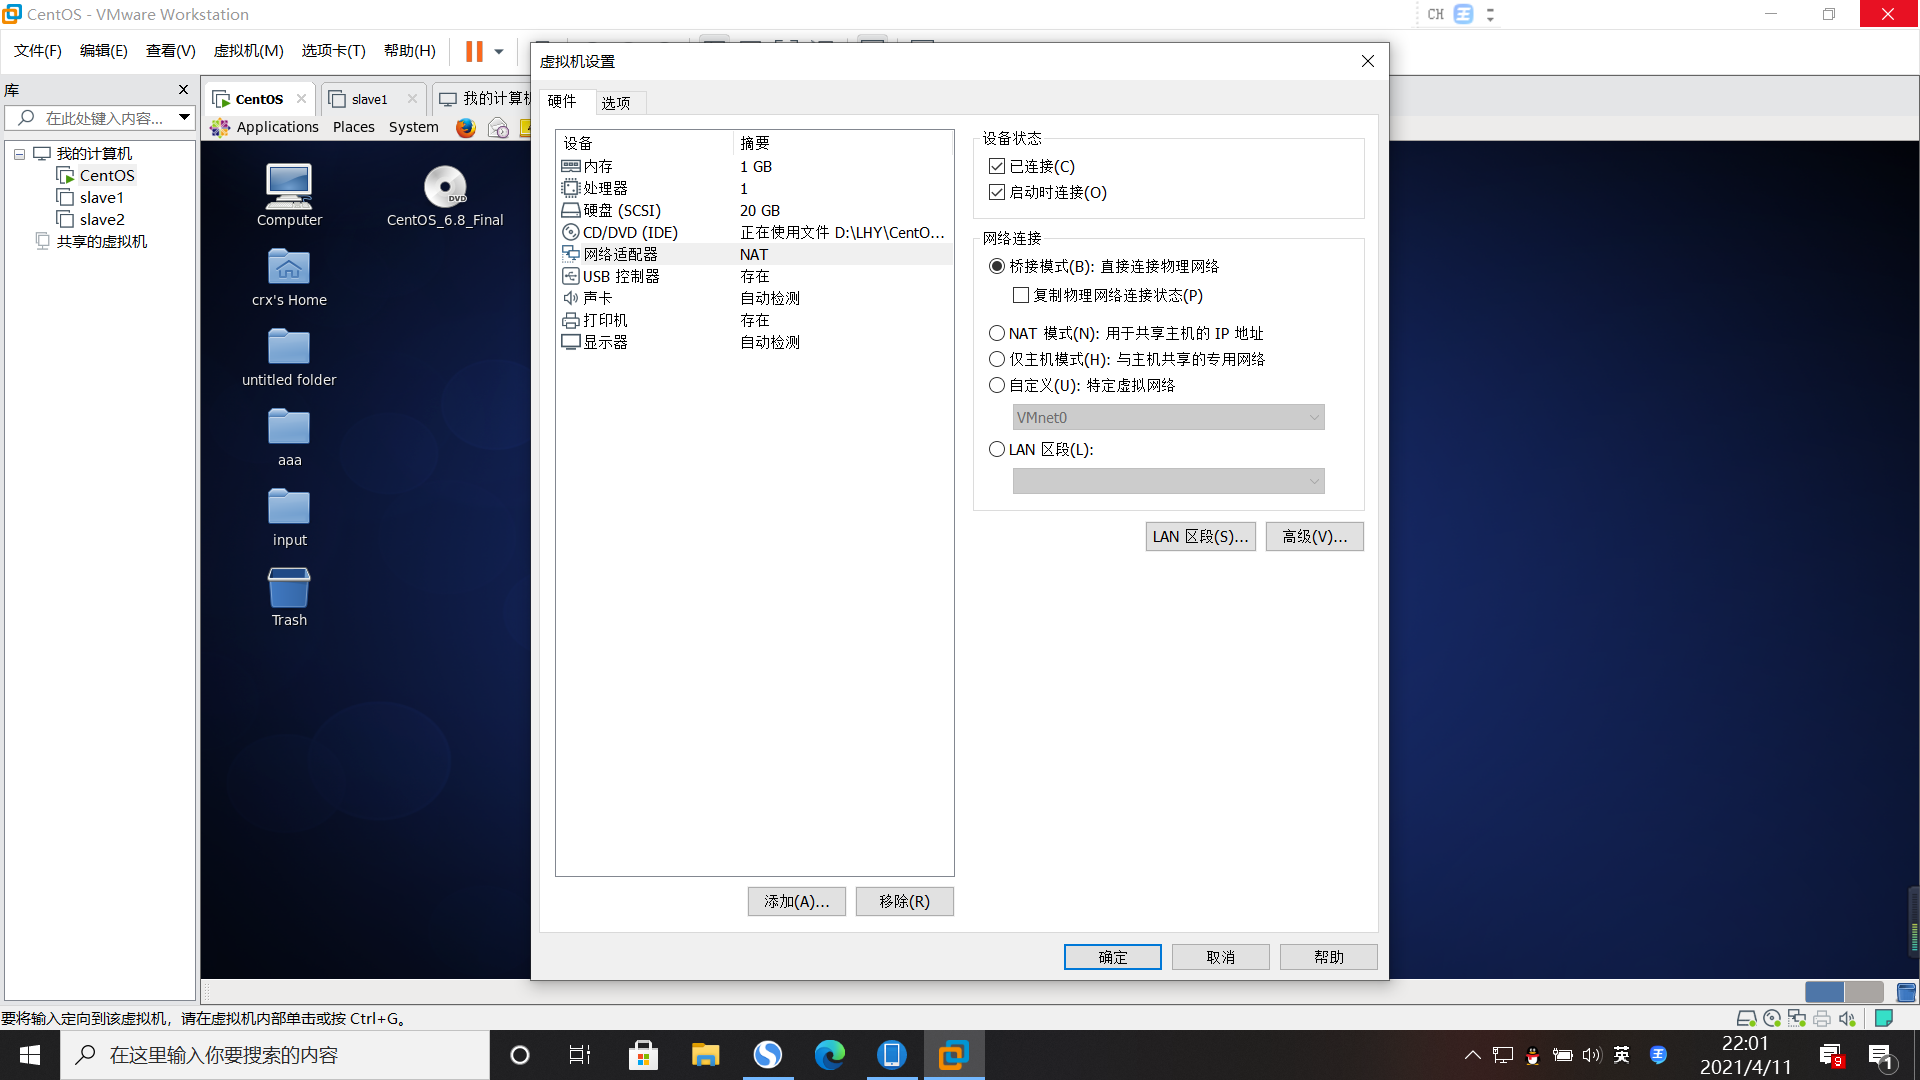 CentOS - VMware Workstation
CH
文件(F) 编辑(E) 查看(V) 虚拟机(M) 选项卡(T) 帮助(H)
库
在此处键入内容...
我的计算机
CentOS
slave1
slave2
共享的虚拟机
CentOS slave1 我的计算机
Applications Places System
Computer
CentOS_6.8_Final
DVD
crx's Home
untitled folder
aaa
input
Trash
虚拟机设置
硬件 选项
设备 摘要
内存 1 GB
处理器 1
硬盘 (SCSI) 20 GB
CD/DVD (IDE) 正在使用文件 D:\LHY\CentO...
网络适配器 NAT
USB 控制器 存在
声卡 自动检测
打印机 存在
显示器 自动检测
添加(A)... 移除(R)
设备状态
已连接(C)
启动时连接(O)
网络连接
桥接模式(B): 直接连接物理网络
复制物理网络连接状态(P)
NAT 模式(N): 用于共享主机的 IP 地址
仅主机模式(H): 与主机共享的专用网络
自定义(U): 特定虚拟网络
VMnet0
LAN 区段(L):
LAN 区段(S)... 高级(V)...
确定 取消 帮助
要将输入定向到该虚拟机，请在虚拟机内部单击或按 Ctrl+G。
在这里输入你要搜索的内容
英
22:01
2021/4/11
9
1